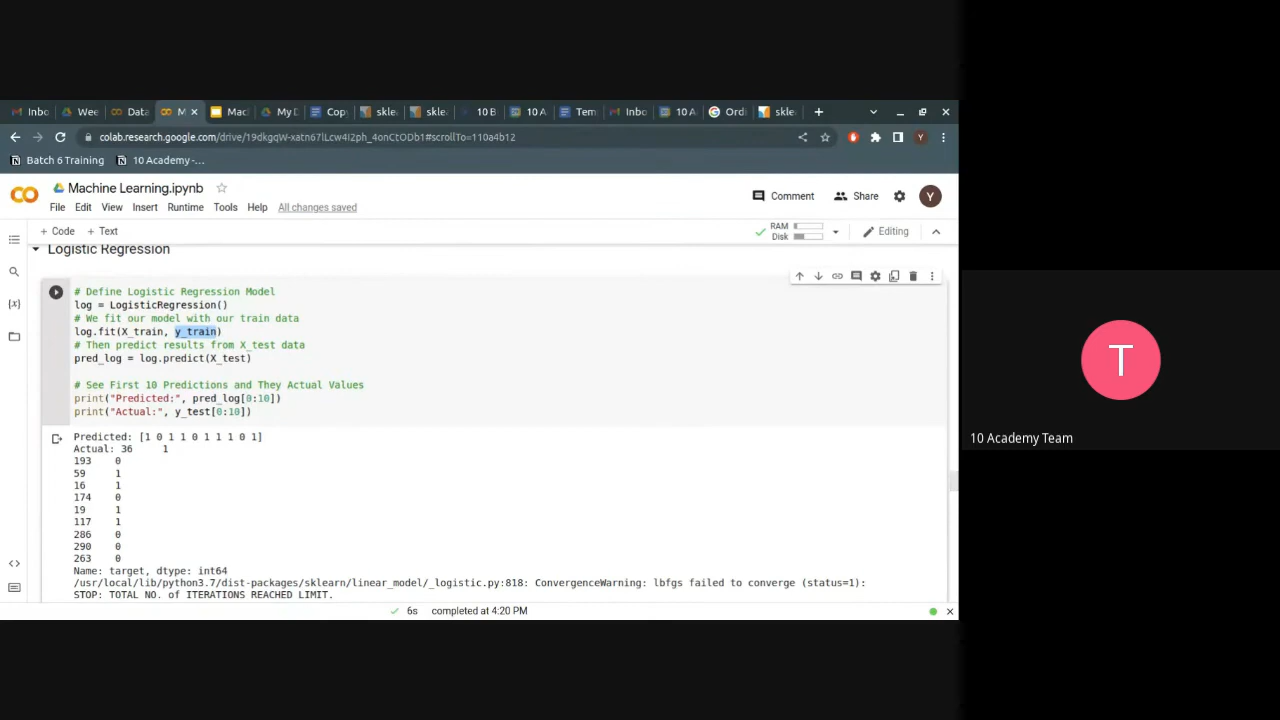 Inbo Wee Data M Mac My D Copy skle skle 10 B 10 A Tem Inbo 10 A Ordi skle
colab.research.google.com/drive/19dkgqW-xatn67lLcw4I2ph_4onCtODb1#scrollTo=110a4b12
Batch 6 Training 10 Academy -...
Machine Learning.ipynb
Comment Share Y
File Edit View Insert Runtime Tools Help All changes saved
+ Code + Text
RAM
Disk
Editing
Logistic Regression
# Define Logistic Regression Model
log = LogisticRegression()
# We fit our model with our train data
log.fit(X_train, y_train)
# Then predict results from X_test data
pred_log = log.predict(X_test)
# See First 10 Predictions and They Actual Values
print("Predicted:", pred_log[0:10])
print("Actual:", y_test[0:10])
Predicted: [1 0 1 1 0 1 1 1 0 1]
Actual: 36 1
193 0
59 1
16 1
174 0
19 1
117 1
286 0
290 0
263 0
Name: target, dtype: int64
/usr/local/lib/python3.7/dist-packages/sklearn/linear_model/_logistic.py:818: ConvergenceWarning: lbfgs failed to converge (status=1):
STOP: TOTAL NO. of ITERATIONS REACHED LIMIT.
6s completed at 4:20 PM
T
10 Academy Team